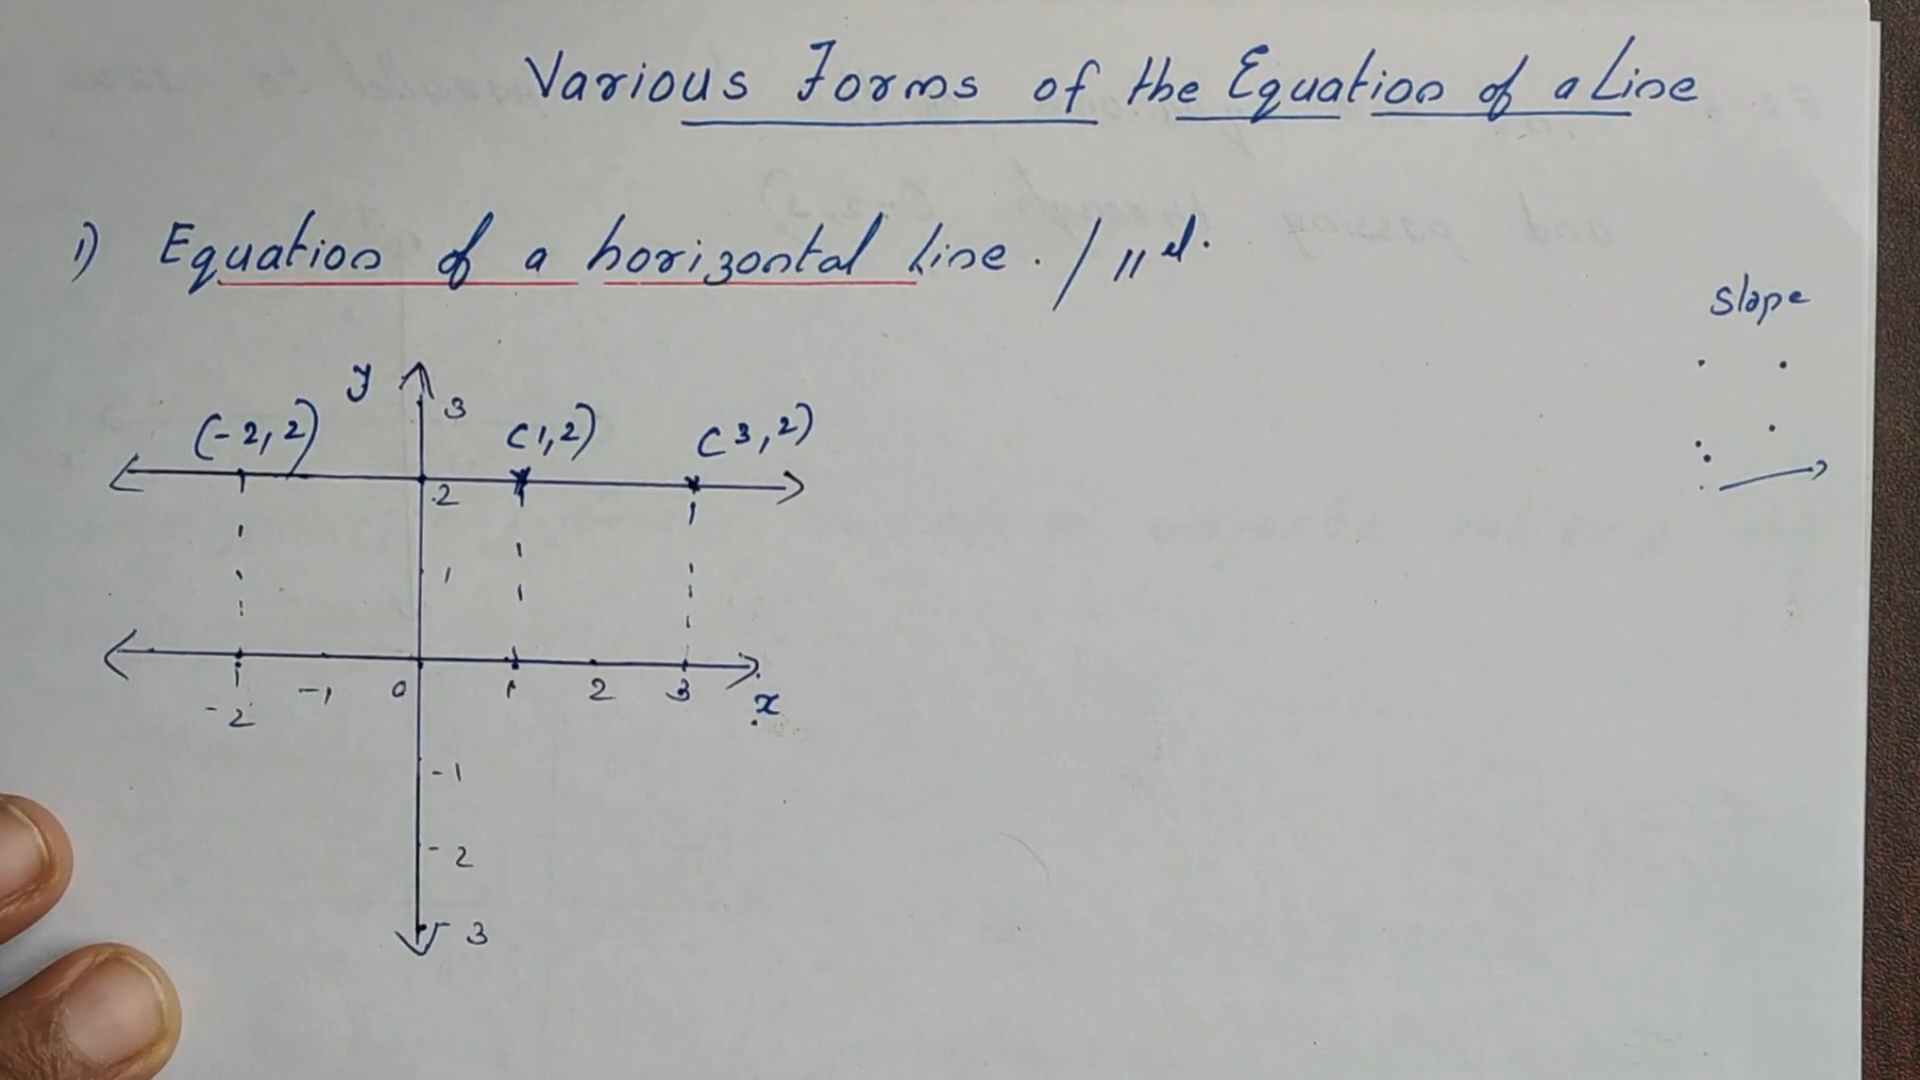 Various Forms of the Equation of a Line
1) Equation of a horizontal line. / ||el.
Slope
y
3
(-2,2) (1,2) (3,2)
2
1
-2 -1 0 1 2 3
x
-1
-2
-3